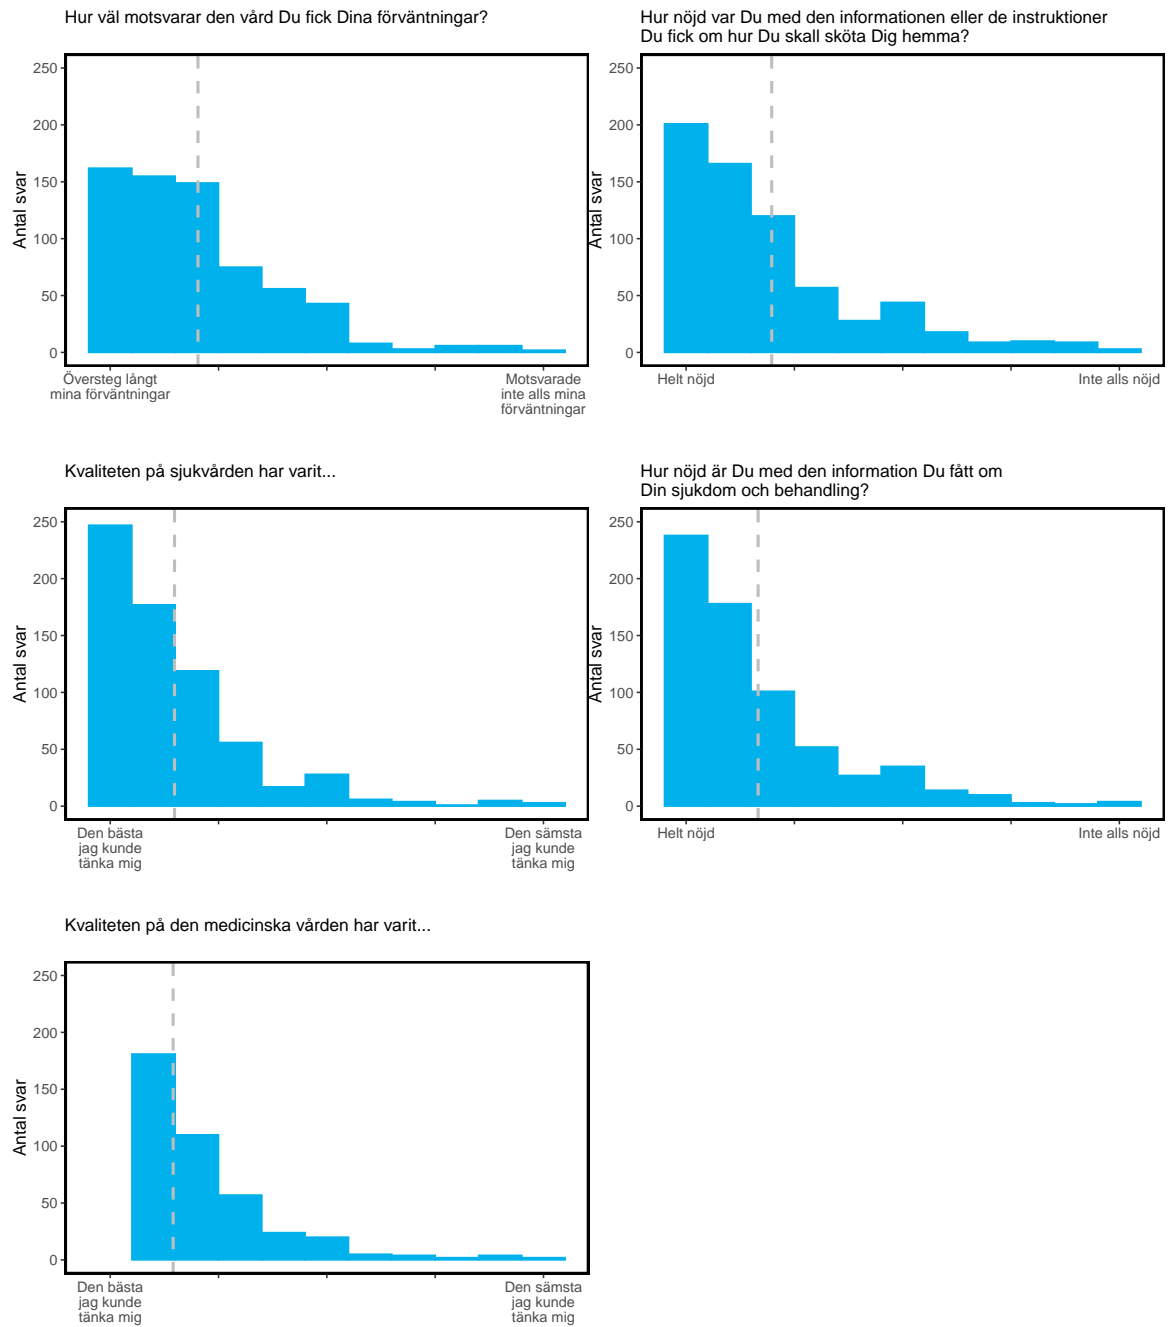 Hur väl motsvarar den vård Du fick Dina förväntningar?
250
200
150
100
50
0
Antal svar
Översteg långt
mina förväntningar
Motsvarade
inte alls mina
förväntningar
Hur nöjd var Du med den informationen eller de instruktioner
Du fick om hur Du skall sköta Dig hemma?
250
200
150
100
50
0
Antal svar
Helt nöjd
Inte alls nöjd
Kvaliteten på sjukvården har varit...
250
200
150
100
50
0
Antal svar
Den bästa
jag kunde
tänka mig
Den sämsta
jag kunde
tänka mig
Hur nöjd är Du med den information Du fått om
Din sjukdom och behandling?
250
200
150
100
50
0
Antal svar
Helt nöjd
Inte alls nöjd
Kvaliteten på den medicinska vården har varit...
250
200
150
100
50
0
Antal svar
Den bästa
jag kunde
tänka mig
Den sämsta
jag kunde
tänka mig